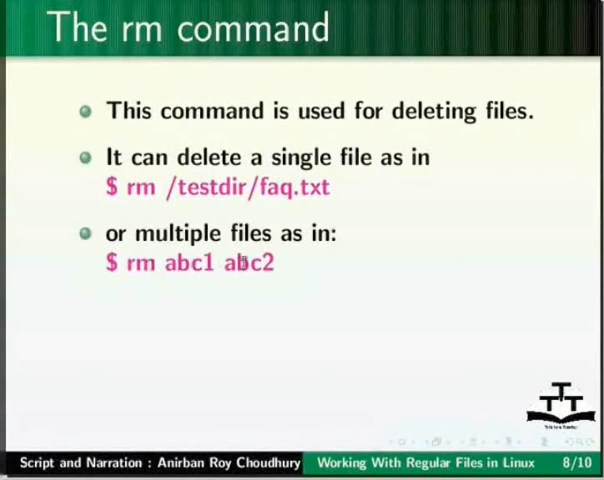 The rm command
This command is used for deleting files.
It can delete a single file as in
$ rm /testdir/faq.txt
or multiple files as in:
$ rm abc1 abc2
TTT
Script and Narration : Anirban Roy Choudhury Working With Regular Files in Linux 8/10